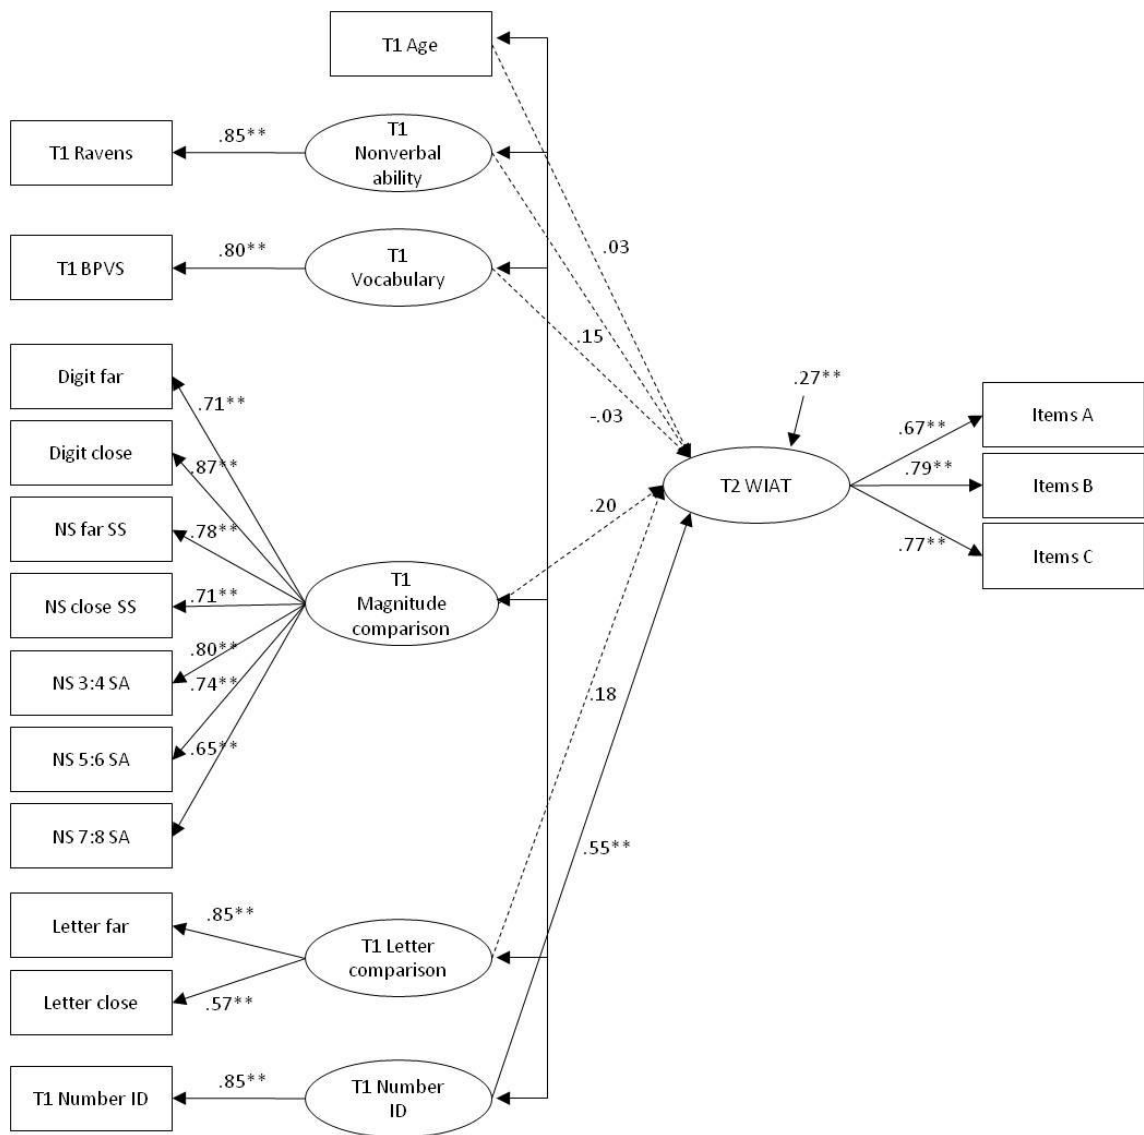 T1 Age
T1 Ravens
.85**
T1
Nonverbal
ability
T1 BPVS
.80**
T1
Vocabulary
.03
.15
-.03
Digit far
.71**
Digit close
.87**
NS far SS
.78**
NS close SS
.71**
NS 3:4 SA
.80**
NS 5:6 SA
.74**
NS 7:8 SA
.65**
T1
Magnitude
comparison
.20
.27**
T2 WIAT
.67**
Items A
.79**
Items B
.77**
Items C
.18
.55**
Letter far
.85**
Letter close
.57**
T1 Letter
comparison
T1 Number ID
.85**
T1 Number
ID